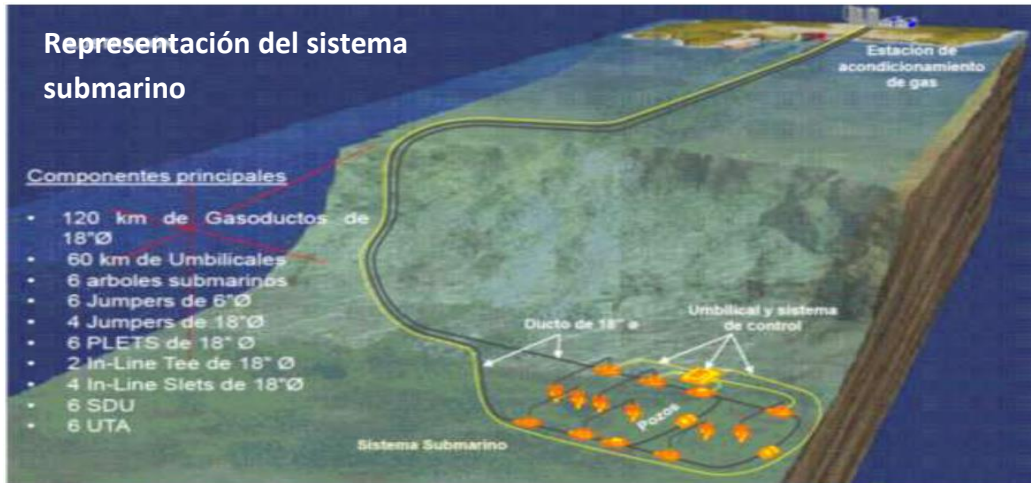 Representación del sistema
submarino
Estación de
acondicionamiento
de gas
Componentes principales
• 120 km de Gasoductos de
18"Ø
• 60 km de Umbilicales
• 6 arboles submarinos
• 6 Jumpers de 6"Ø
• 4 Jumpers de 18"Ø
• 6 PLETS de 18" Ø
• 2 In-Line Tee de 18" Ø
• 4 In-Line Slets de 18"Ø
• 6 SDU
• 6 UTA
Ducto de 18" ø
Umbilical y sistema
de control
Pozos
Sistema Submarino